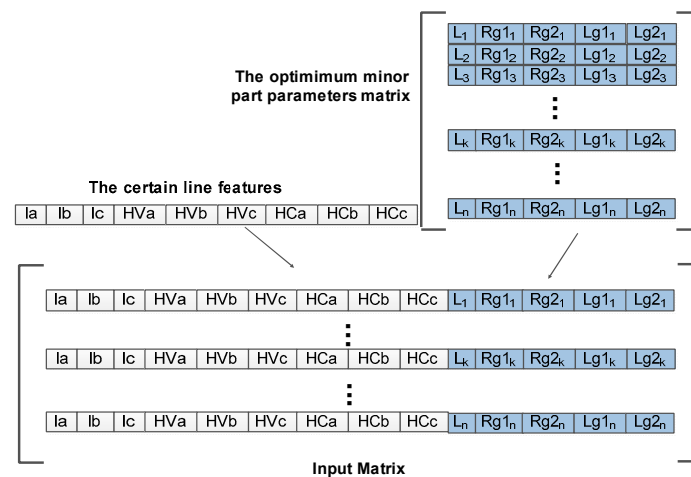 L₁ Rg1₁ Rg2₁ Lg1₁ Lg2₁
L₂ Rg1₂ Rg2₂ Lg1₂ Lg2₂
L₃ Rg1₃ Rg2₃ Lg1₃ Lg2₃
The optimimum minor
part parameters matrix
⋮
Lₖ Rg1ₖ Rg2ₖ Lg1ₖ Lg2ₖ
⋮
The certain line features
Ia Ib Ic HVa HVb HVc HCa HCb HCc
Lₙ Rg1ₙ Rg2ₙ Lg1ₙ Lg2ₙ
Ia Ib Ic HVa HVb HVc HCa HCb HCc L₁ Rg1₁ Rg2₁ Lg1₁ Lg2₁
⋮
Ia Ib Ic HVa HVb HVc HCa HCb HCc Lₖ Rg1ₖ Rg2ₖ Lg1ₖ Lg2ₖ
⋮
Ia Ib Ic HVa HVb HVc HCa HCb HCc Lₙ Rg1ₙ Rg2ₙ Lg1ₙ Lg2ₙ
Input Matrix